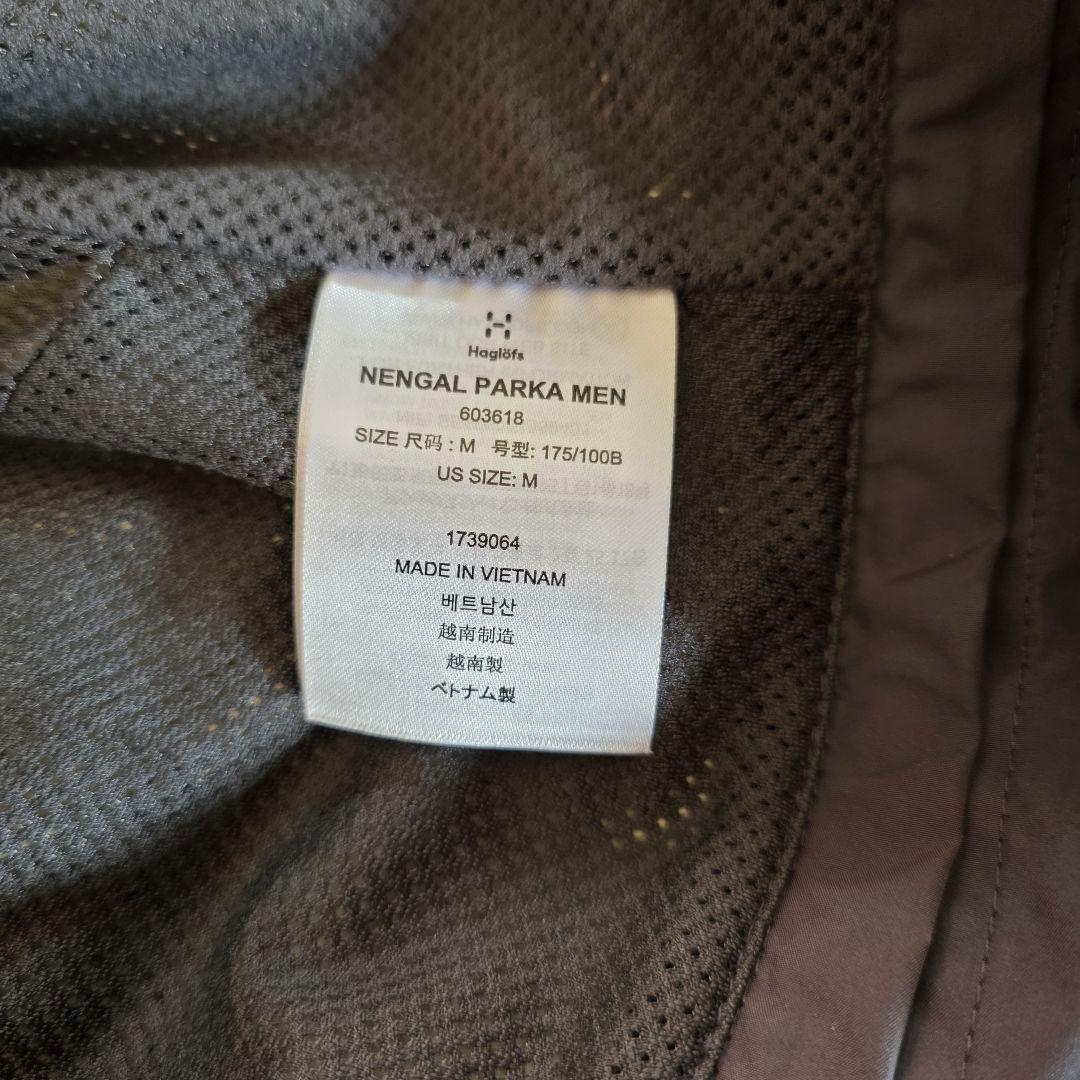 Haglöfs
NENGAL PARKA MEN
603618
SIZE 尺码 : M 号型: 175/100B
US SIZE: M
1739064
MADE IN VIETNAM
베트남산
越南制造
越南製
ベトナム製